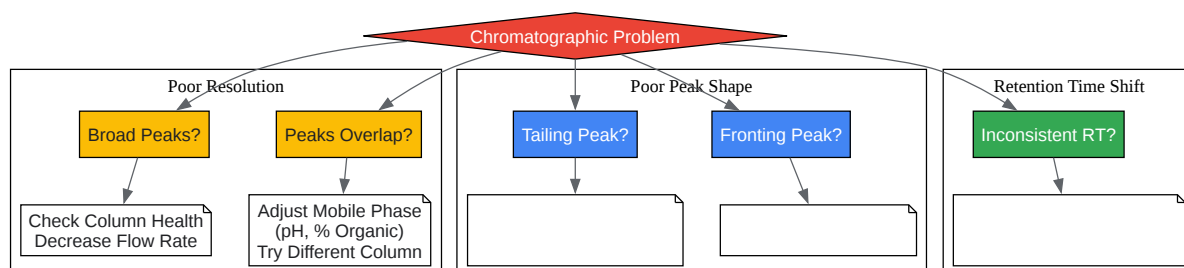 Chromatographic Problem
Poor Resolution
Poor Peak Shape
Retention Time Shift
Broad Peaks?
Peaks Overlap?
Tailing Peak?
Fronting Peak?
Inconsistent RT?
Check Column Health
Decrease Flow Rate
Adjust Mobile Phase
(pH, % Organic)
Try Different Column